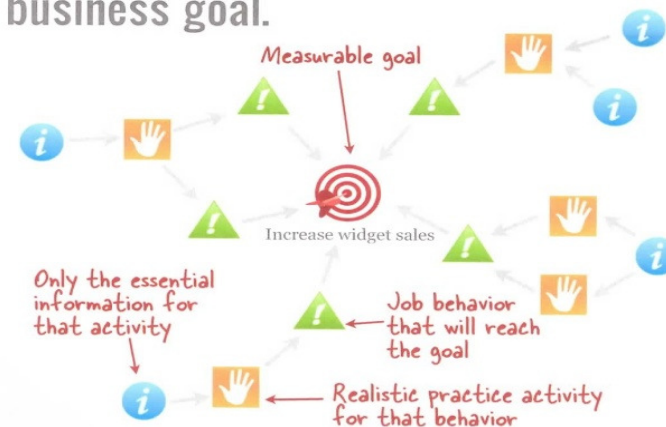 business goal.
Measurable goal
Increase widget sales
Only the essential
information for
that activity
Job behavior
that will reach
the goal
Realistic practice activity
for that behavior